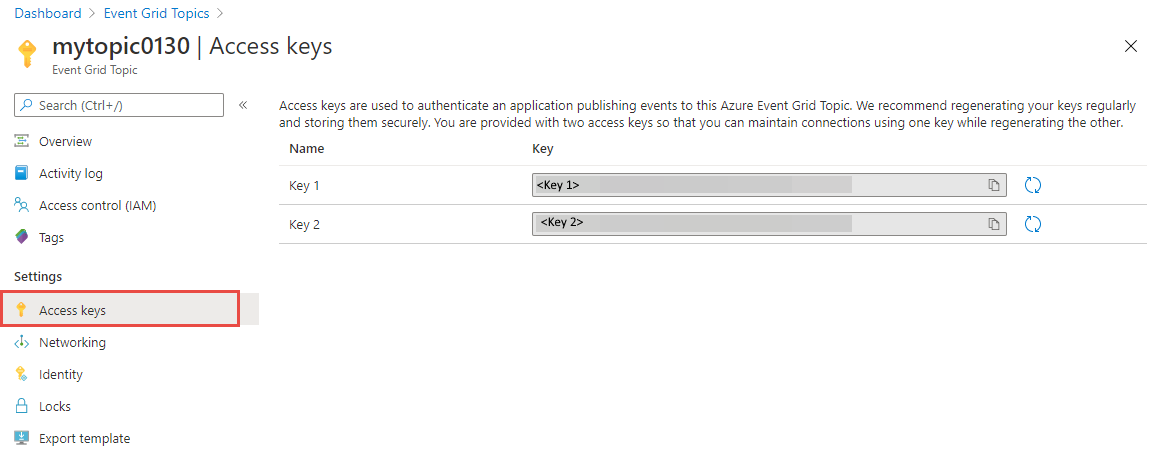 Dashboard > Event Grid Topics >
mytopic0130 | Access keys
Event Grid Topic
Search (Ctrl+/)
«
Overview
Activity log
Access control (IAM)
Tags
Settings
Access keys
Networking
Identity
Locks
Export template
Access keys are used to authenticate an application publishing events to this Azure Event Grid Topic. We recommend regenerating your keys regularly
and storing them securely. You are provided with two access keys so that you can maintain connections using one key while regenerating the other.
Name Key
Key 1 <Key 1>
Key 2 <Key 2>